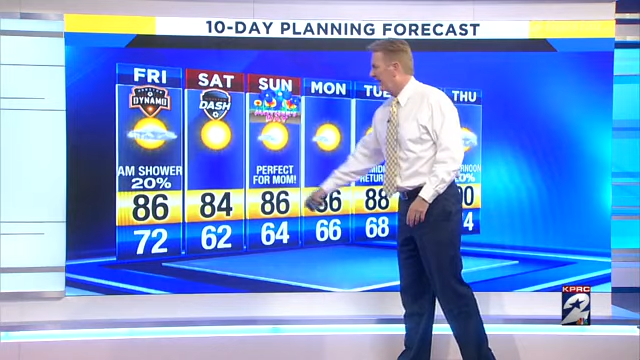 10-DAY PLANNING FORECAST
FRI SAT SUN MON TUE THU
DYNAMO DASH
AM SHOWER 20% PERFECT FOR MOM!
86 84 86 86 88
72 62 64 66 68
KPRC
2